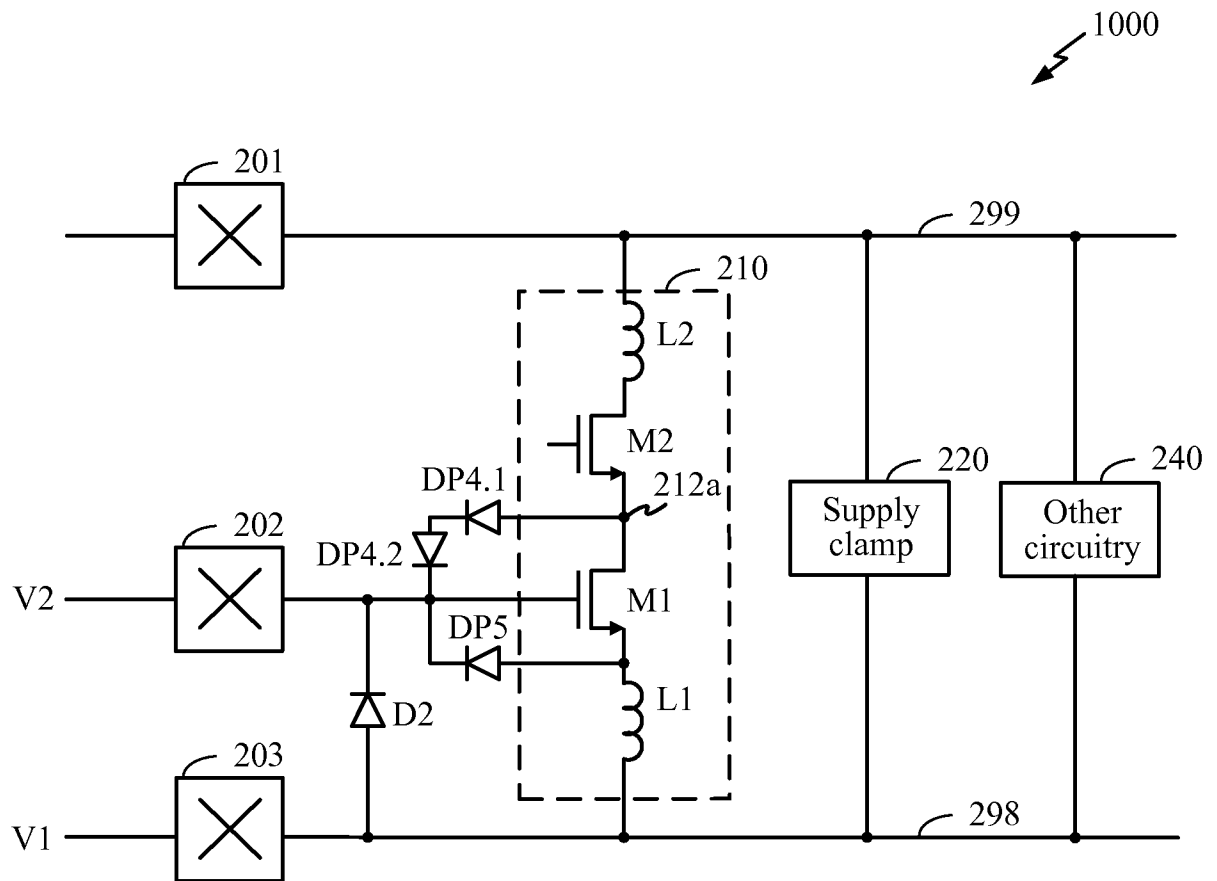 1000
201
299
210
L2
M2
DP4.1
212a
220
240
Supply
clamp
Other
circuitry
202
DP4.2
V2
M1
DP5
L1
D2
203
298
V1